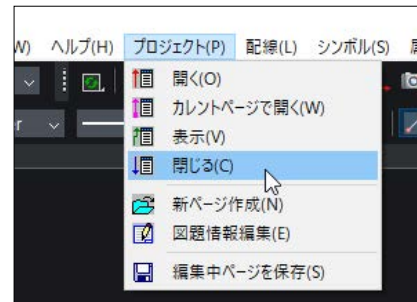 W) ヘルプ(H) プロジェクト(P) 配線(L) シンボル(S)
開く(O)
カレントページで開く(W)
表示(V)
閉じる(C)
新ページ作成(N)
図題情報編集(E)
編集中ページを保存(S)